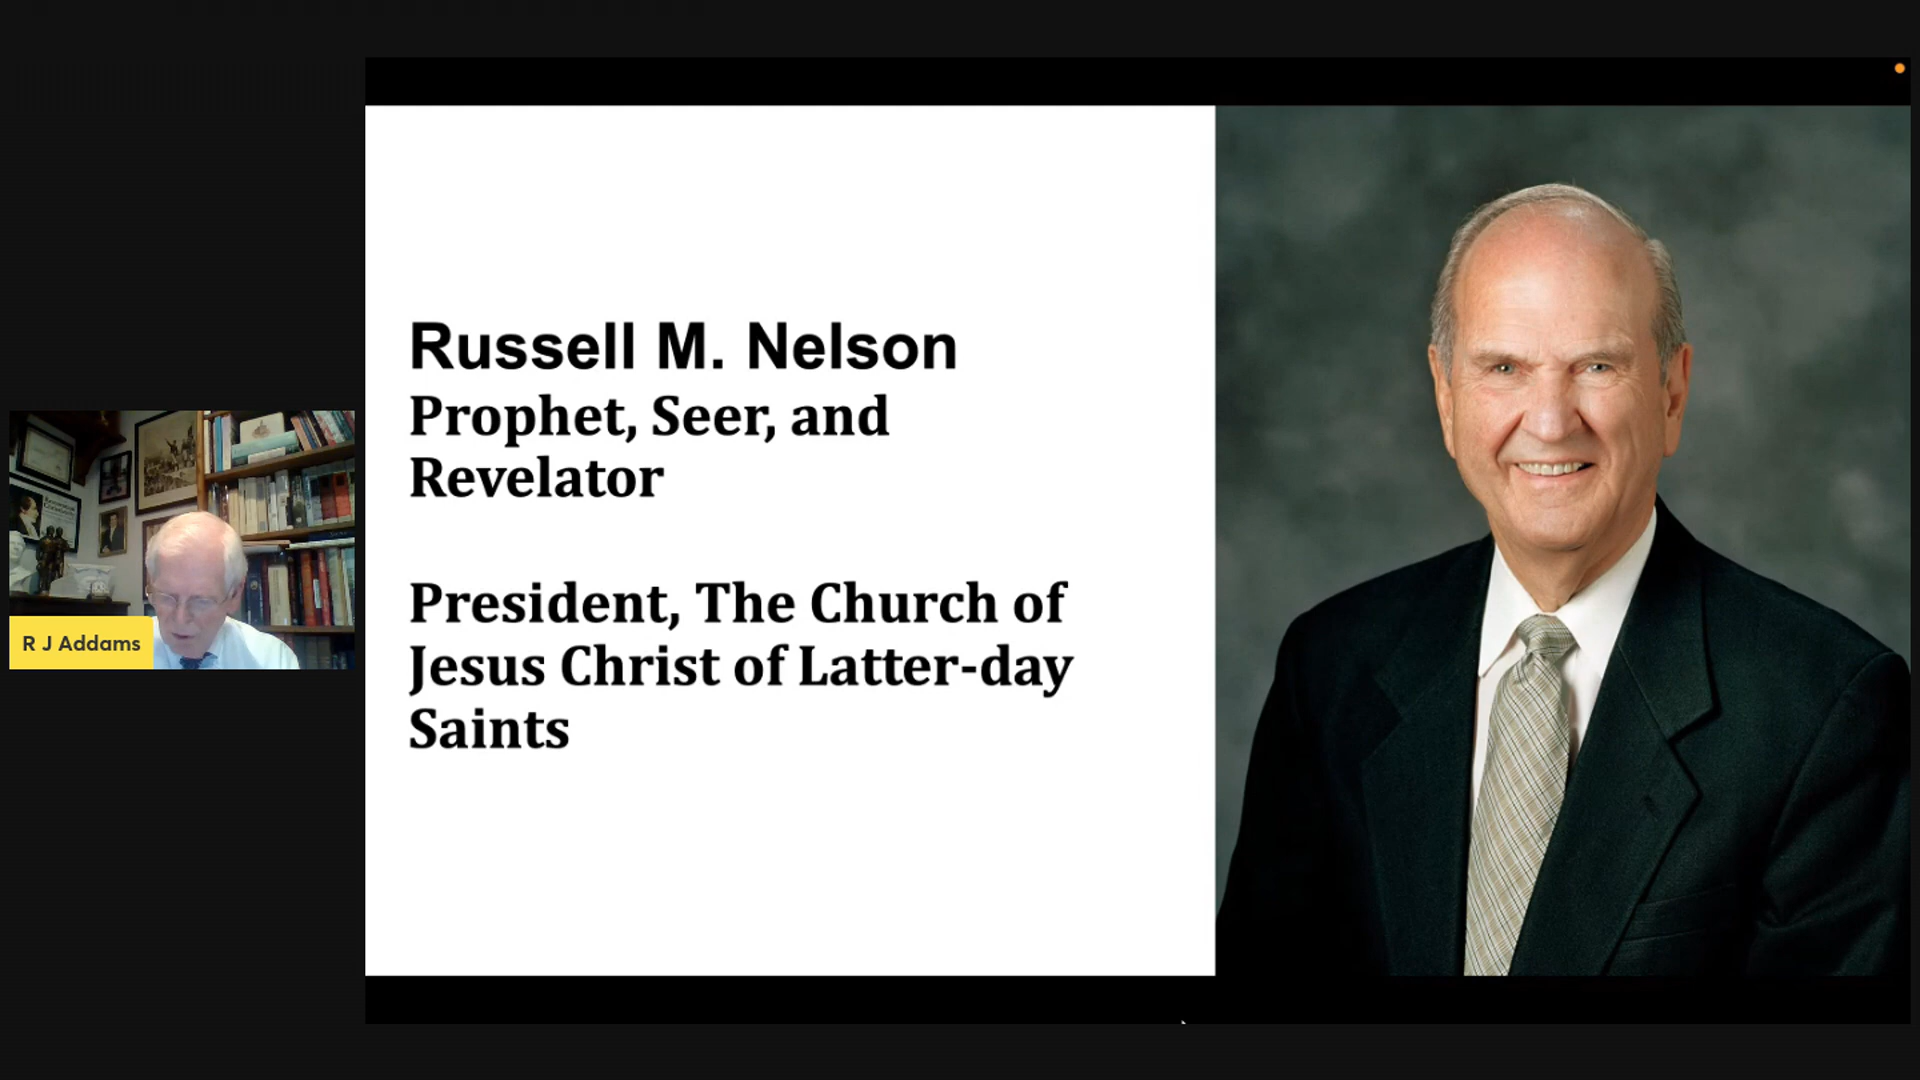 Russell M. Nelson
Prophet, Seer, and
Revelator
President, The Church of
Jesus Christ of Latter-day
Saints
R J Addams